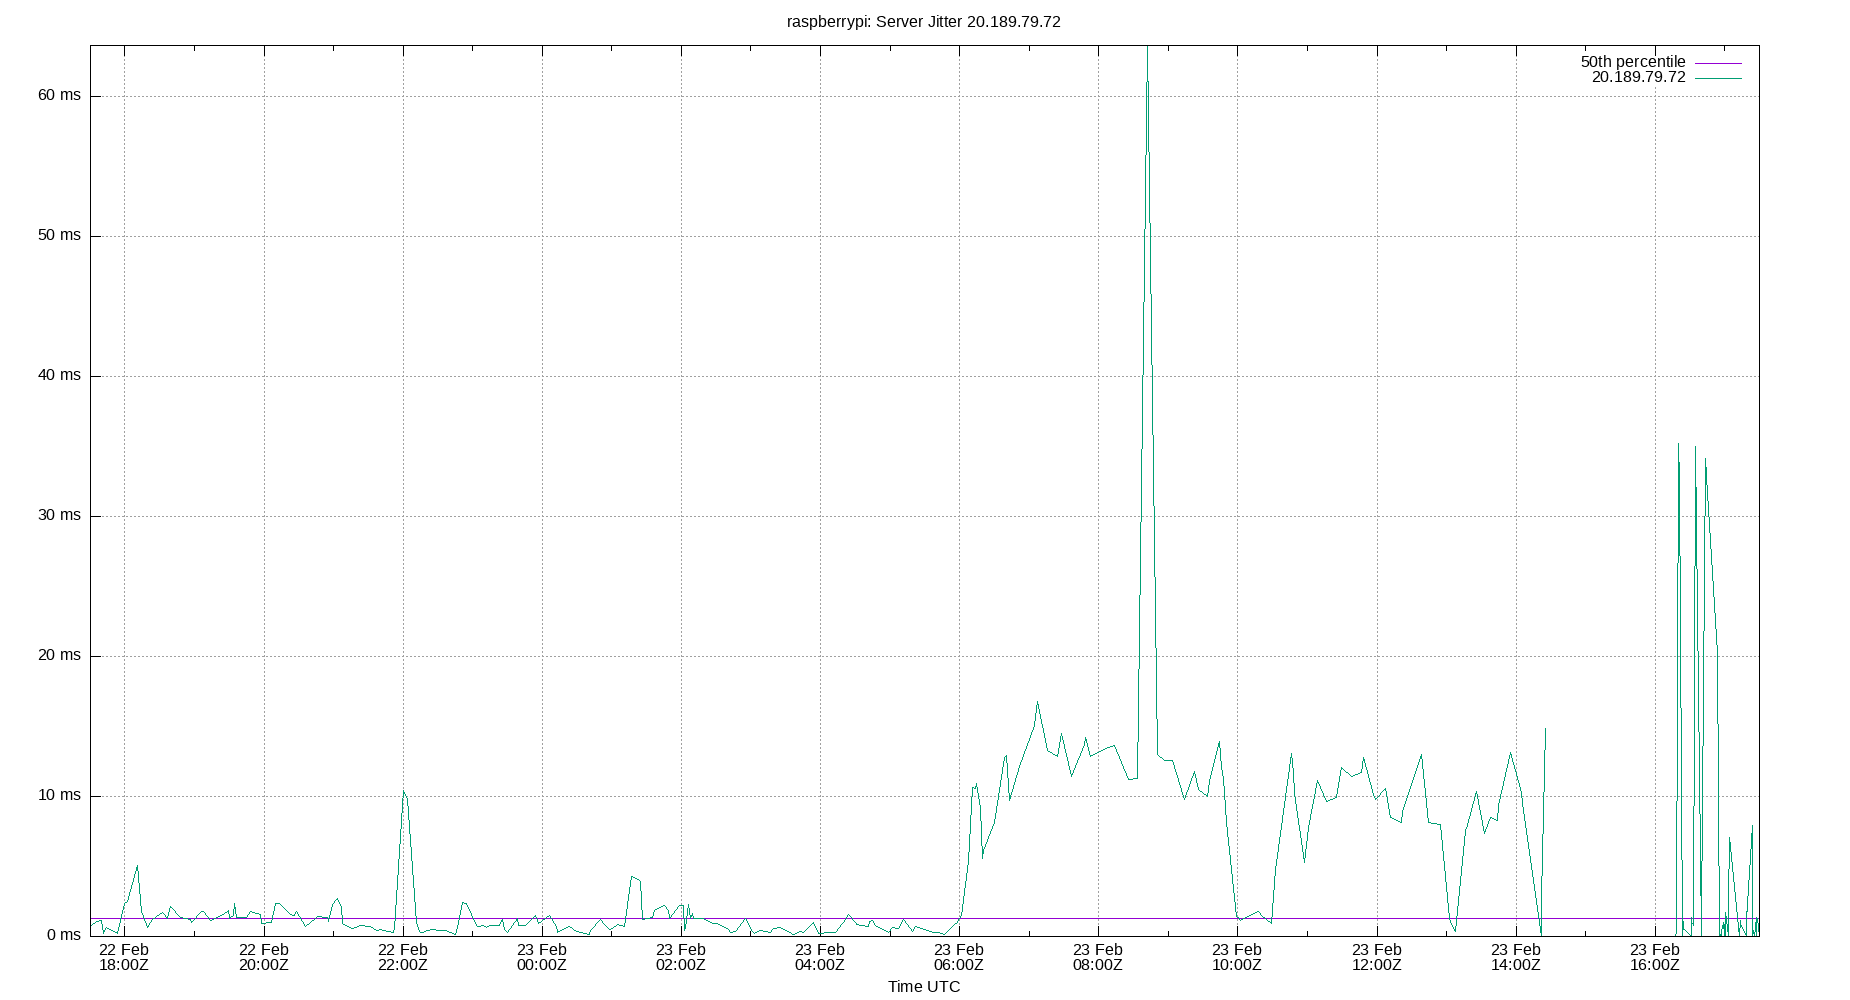 raspberrypi: Server Jitter 20.189.79.72
50th percentile
20.189.79.72
60 ms
50 ms
40 ms
30 ms
20 ms
10 ms
0 ms
22 Feb 22 Feb 22 Feb 23 Feb 23 Feb 23 Feb 23 Feb 23 Feb 23 Feb 23 Feb 23 Feb 23 Feb
18:00Z 20:00Z 22:00Z 00:00Z 02:00Z 04:00Z 06:00Z 08:00Z 10:00Z 12:00Z 14:00Z 16:00Z
Time UTC